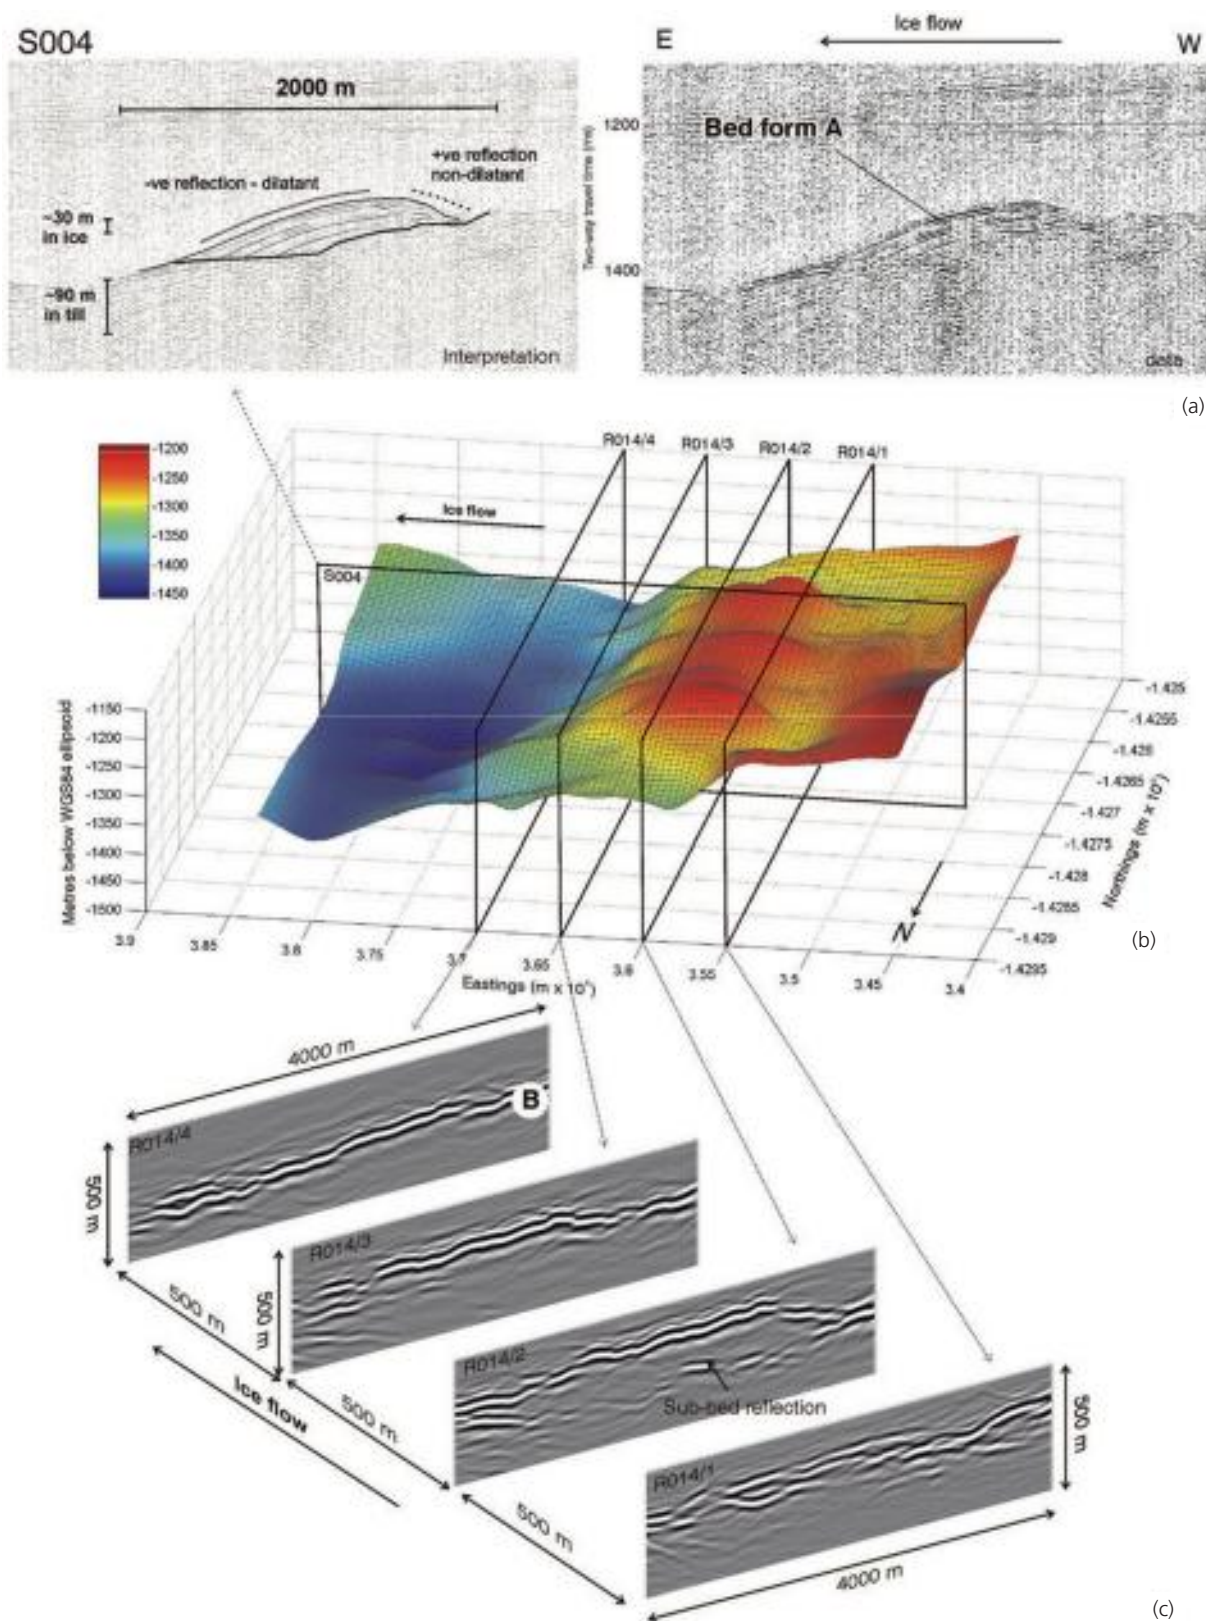 S004
E
Ice flow
W
2000 m
1200
Bed form A
+ve reflection
non-dilatant
-ve reflection - dilatant
~30 m
in ice
Two-way travel time (ms)
1400
~90 m
in till
Interpretation
data
(a)
R014/4
R014/3
R014/2
R014/1
-1200
-1250
-1300
-1350
-1400
-1450
Ice flow
S004
-1150
-1200
-1250
-1300
-1350
-1400
-1450
-1500
Metres below WGS84 ellipsoid
-1.425
-1.4255
-1.426
-1.4265
-1.427
-1.4275
-1.428
-1.4285
-1.429
-1.4295
N
(b)
3.9
3.85
3.8
3.75
3.7
3.65
3.6
3.55
3.5
3.45
3.4
4000 m
B
R014/4
500 m
R014/3
500 m
500 m
R014/2
Sub-bed reflection
Ice flow
500 m
R014/1
500 m
500 m
4000 m
(c)